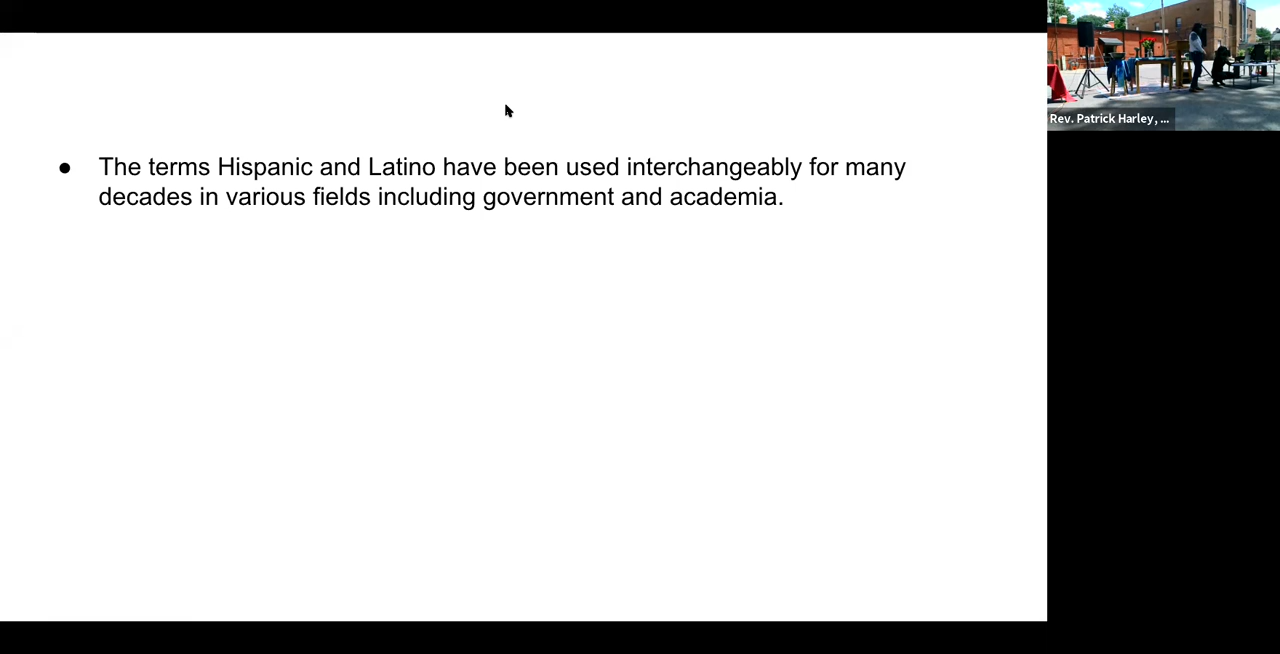 Rev. Patrick Harley, ...
● The terms Hispanic and Latino have been used interchangeably for many
decades in various fields including government and academia.